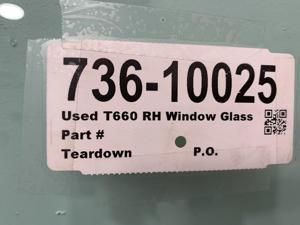 736-10025
Used T660 RH Window Glass
Part #
Teardown P.O.